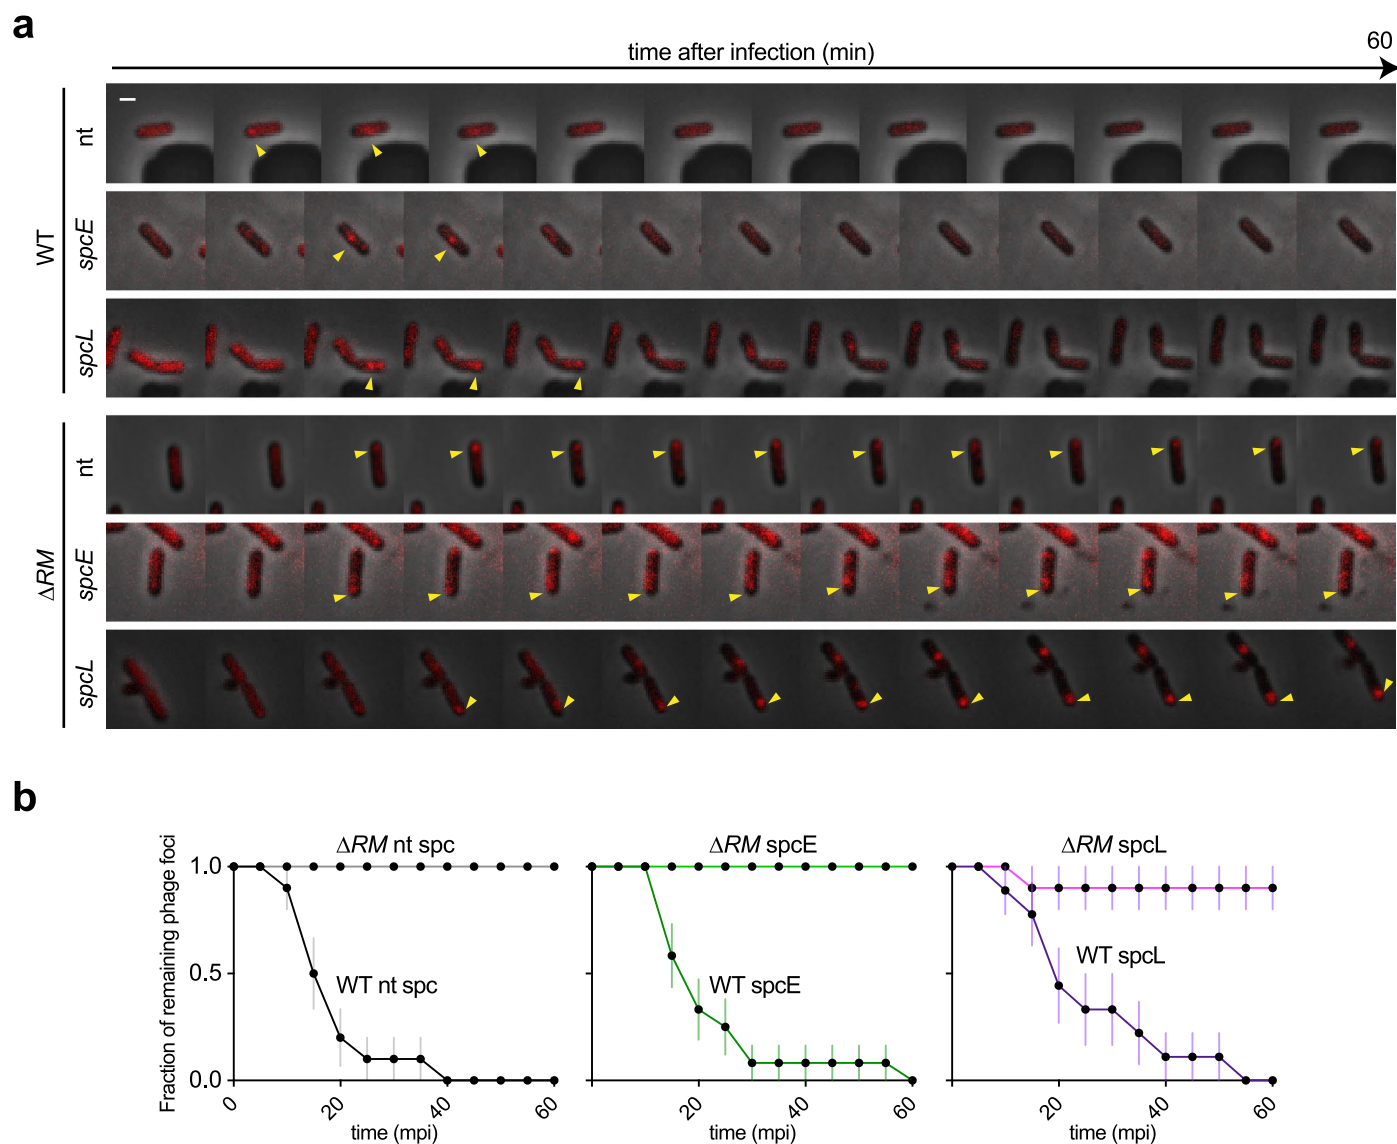 a
time after infection (min)
60
WT
nt
spcE
spcL
ΔRM
nt
spcE
spcL
b
Fraction of remaining phage foci
ΔRM nt spc
WT nt spc
1.0
0.5
0.0
0
20
40
60
time (mpi)
ΔRM spcE
WT spcE
20
40
60
time (mpi)
ΔRM spcL
WT spcL
20
40
60
time (mpi)